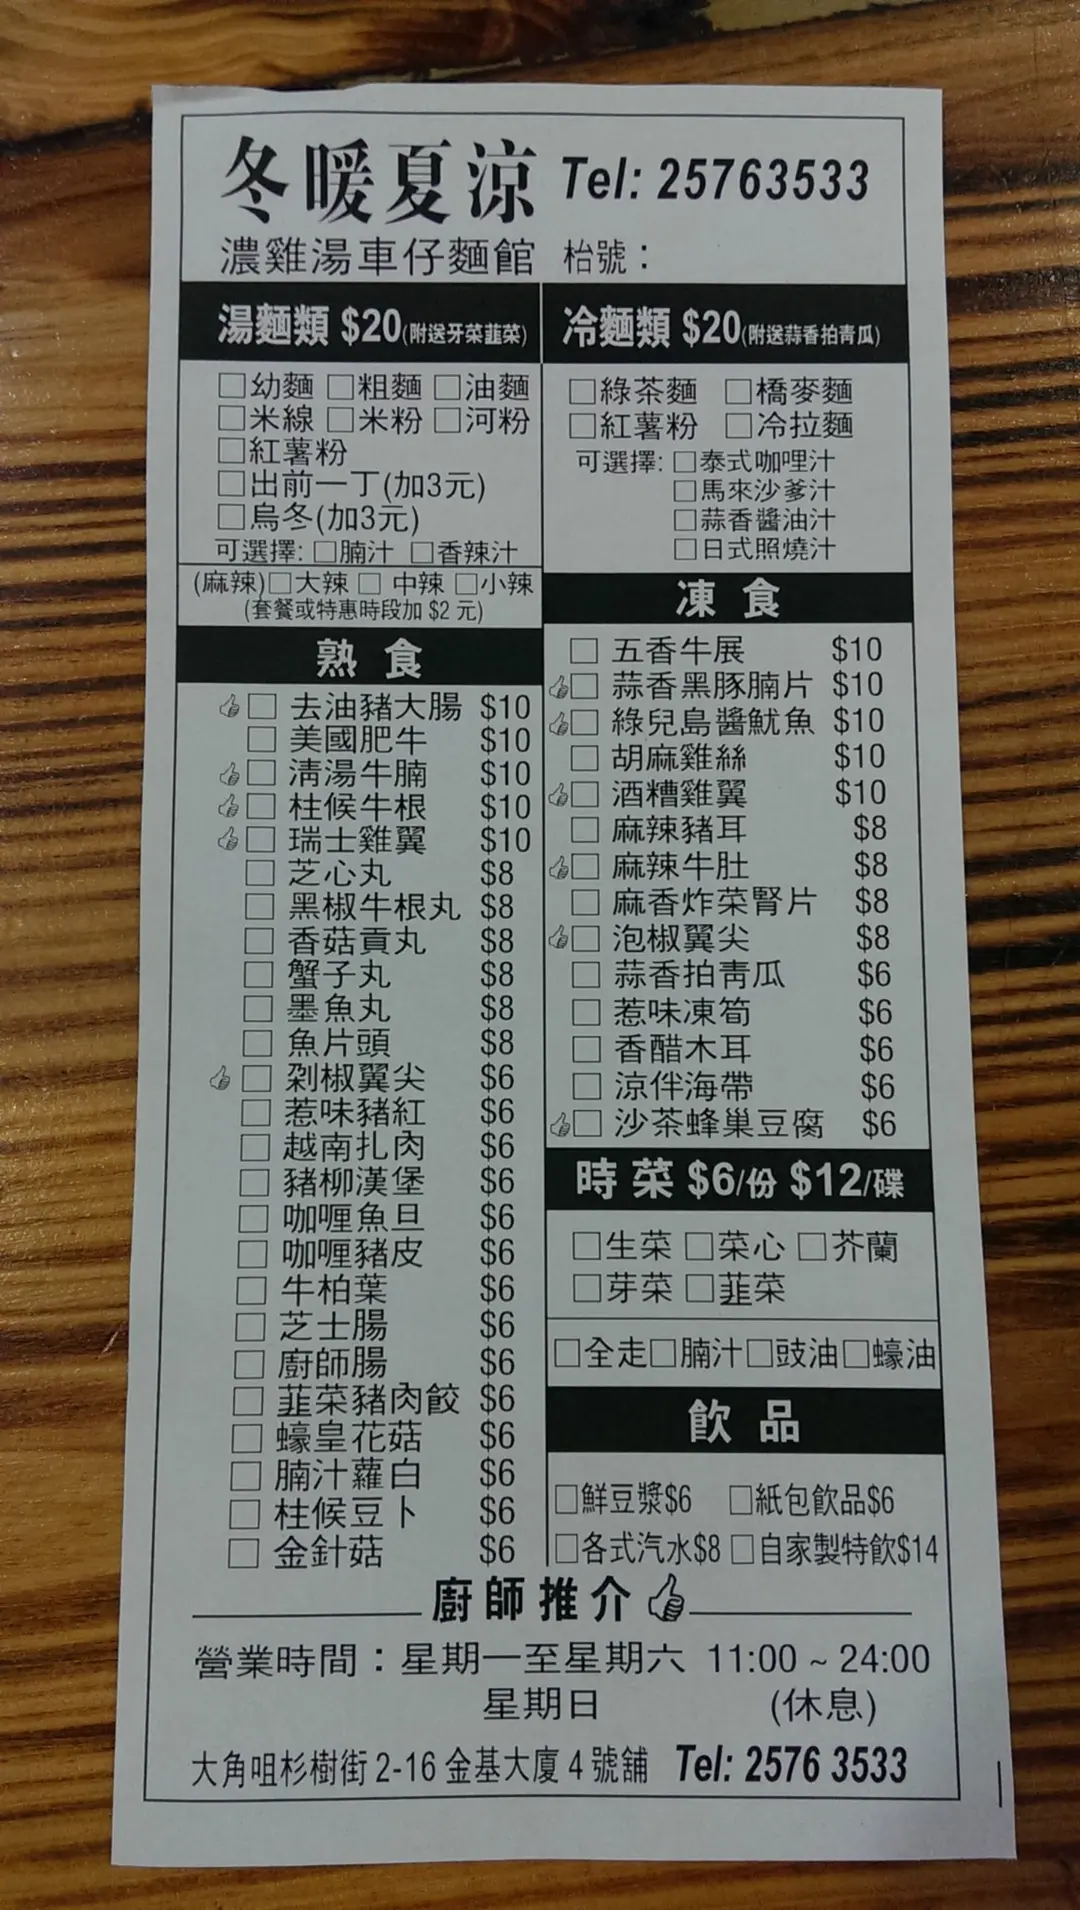 冬暖夏涼 Tel: 25763533
濃雞湯車仔麵館 枱號：
湯麵類 $20(附送牙菜韮菜)
□幼麵 □粗麵 □油麵
□米線 □米粉 □河粉
□紅薯粉
□出前一丁(加3元)
□烏冬(加3元)
可選擇: □腩汁 □香辣汁
(麻辣)□大辣 □ 中辣 □小辣
(套餐或特惠時段加 $2 元)
熟食
□ 去油豬大腸 $10
□ 美國肥牛 $10
□ 淸湯牛腩 $10
□ 柱候牛根 $10
□ 瑞士雞翼 $10
□ 芝心丸 $8
□ 黑椒牛根丸 $8
□ 香菇貢丸 $8
□ 蟹子丸 $8
□ 墨魚丸 $8
□ 魚片頭 $8
□ 剁椒翼尖 $6
□ 惹味豬紅 $6
□ 越南扎肉 $6
□ 豬柳漢堡 $6
□ 咖喱魚旦 $6
□ 咖喱豬皮 $6
□ 牛柏葉 $6
□ 芝士腸 $6
□ 廚師腸 $6
□ 韮菜豬肉餃 $6
□ 蠔皇花菇 $6
□ 腩汁蘿白 $6
□ 柱候豆卜 $6
□ 金針菇 $6
冷麵類 $20(附送蒜香拍靑瓜)
□綠茶麵 □橋麥麵
□紅薯粉 □冷拉麵
可選擇: □泰式咖哩汁
□馬來沙爹汁
□蒜香醬油汁
□日式照燒汁
凍食
□ 五香牛展 $10
□ 蒜香黑豚腩片 $10
□ 綠兒島醬魷魚 $10
□ 胡麻雞絲 $10
□ 酒糟雞翼 $10
□ 麻辣豬耳 $8
□ 麻辣牛肚 $8
□ 麻香炸菜腎片 $8
□ 泡椒翼尖 $8
□ 蒜香拍靑瓜 $6
□ 惹味凍筍 $6
□ 香醋木耳 $6
□ 涼伴海帶 $6
□ 沙茶蜂巢豆腐 $6
時菜 $6/份 $12/碟
□生菜 □菜心 □芥蘭
□芽菜 □韮菜
□全走□腩汁□豉油□蠔油
飲品
□鮮豆漿$6 □紙包飲品$6
□各式汽水$8 □自家製特飲$14
廚師推介
營業時間：星期一至星期六 11:00 ~ 24:00
星期日 (休息)
大角咀杉樹街 2-16 金基大廈 4 號舖 Tel: 2576 3533